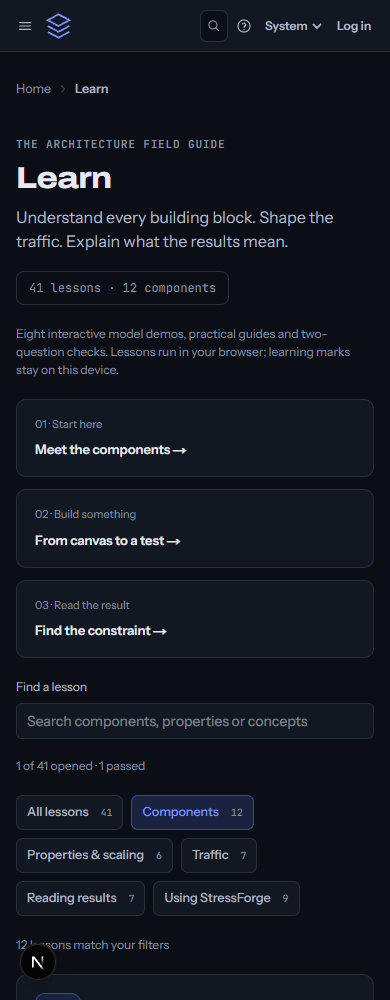 System
Log in
Home
Learn
THE ARCHITECTURE FIELD GUIDE
Learn
Understand every building block. Shape the
traffic. Explain what the results mean.
41 lessons · 12 components
Eight interactive model demos, practical guides and two-
question checks. Lessons run in your browser; learning marks
stay on this device.
01 · Start here
Meet the components →
02 · Build something
From canvas to a test →
03 · Read the result
Find the constraint →
Find a lesson
Search components, properties or concepts
1 of 41 opened · 1 passed
All lessons 41
Components 12
Properties & scaling 6
Traffic 7
Reading results 7
Using StressForge 9
12 lessons match your filters
N